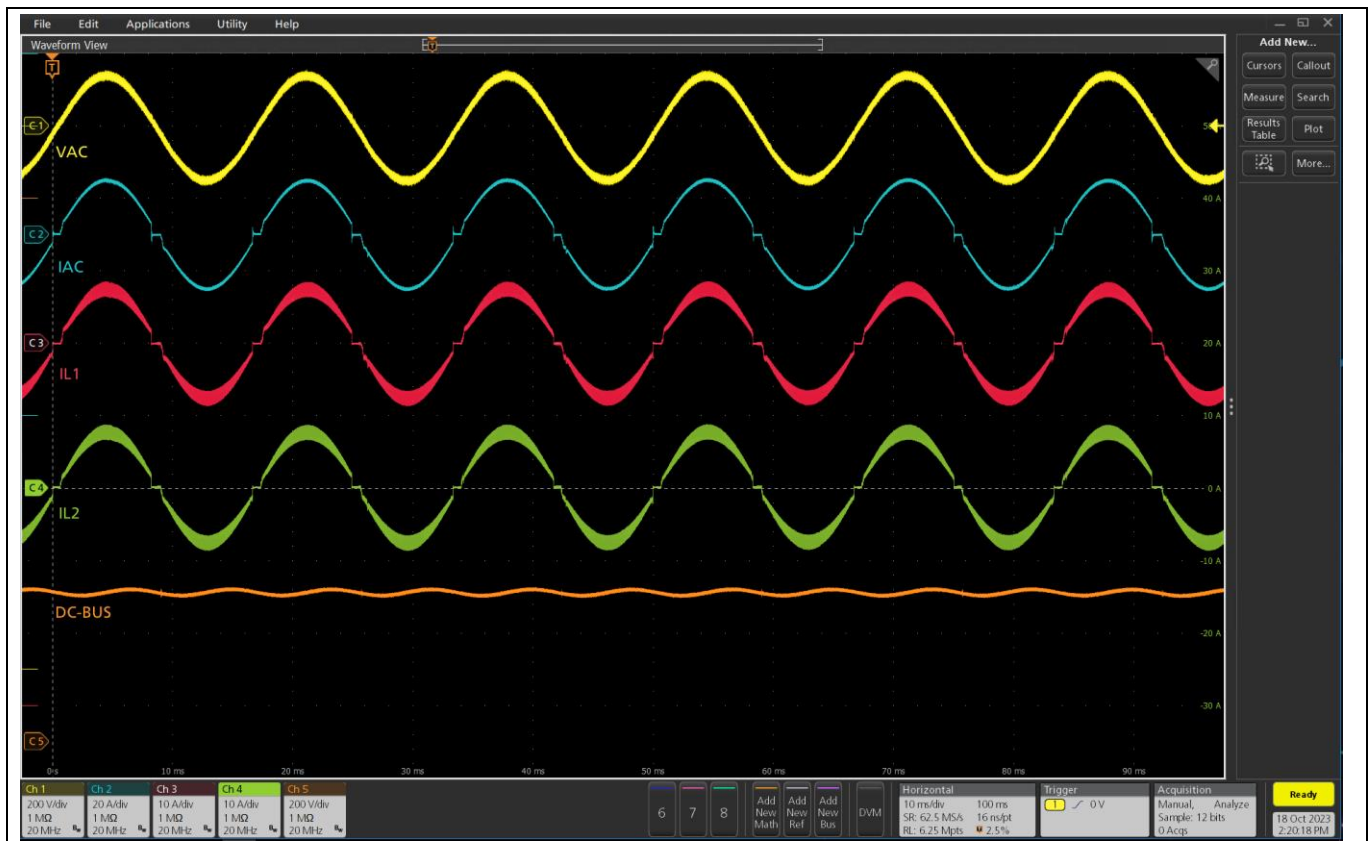 File Edit Applications Utility Help
Waveform View
T
T
Add New...
Cursors Callout
Measure Search
Results Table Plot
More...
C1
VAC
40 A
C2
IAC
30 A
C3
20 A
IL1
10 A
C4
0 A
IL2
-10 A
DC-BUS
-20 A
-30 A
C5
0 s 10 ms 20 ms 30 ms 40 ms 50 ms 60 ms 70 ms 80 ms 90 ms
Ch 1
200 V/div
1 MΩ
20 MHz
Ch 2
20 A/div
1 MΩ
20 MHz
Ch 3
10 A/div
1 MΩ
20 MHz
Ch 4
10 A/div
1 MΩ
20 MHz
Ch 5
200 V/div
1 MΩ
20 MHz
6 7 8
Add New Math
Add New Ref
Add New Bus
DVM
Horizontal
10 ms/div 100 ms
SR: 62.5 MS/s 16 ns/pt
RL: 6.25 Mpts 2.5%
Trigger
1 0 V
Acquisition
Manual, Analyze
Sample: 12 bits
0 Acqs
Ready
18 Oct 2023
2:20:18 PM